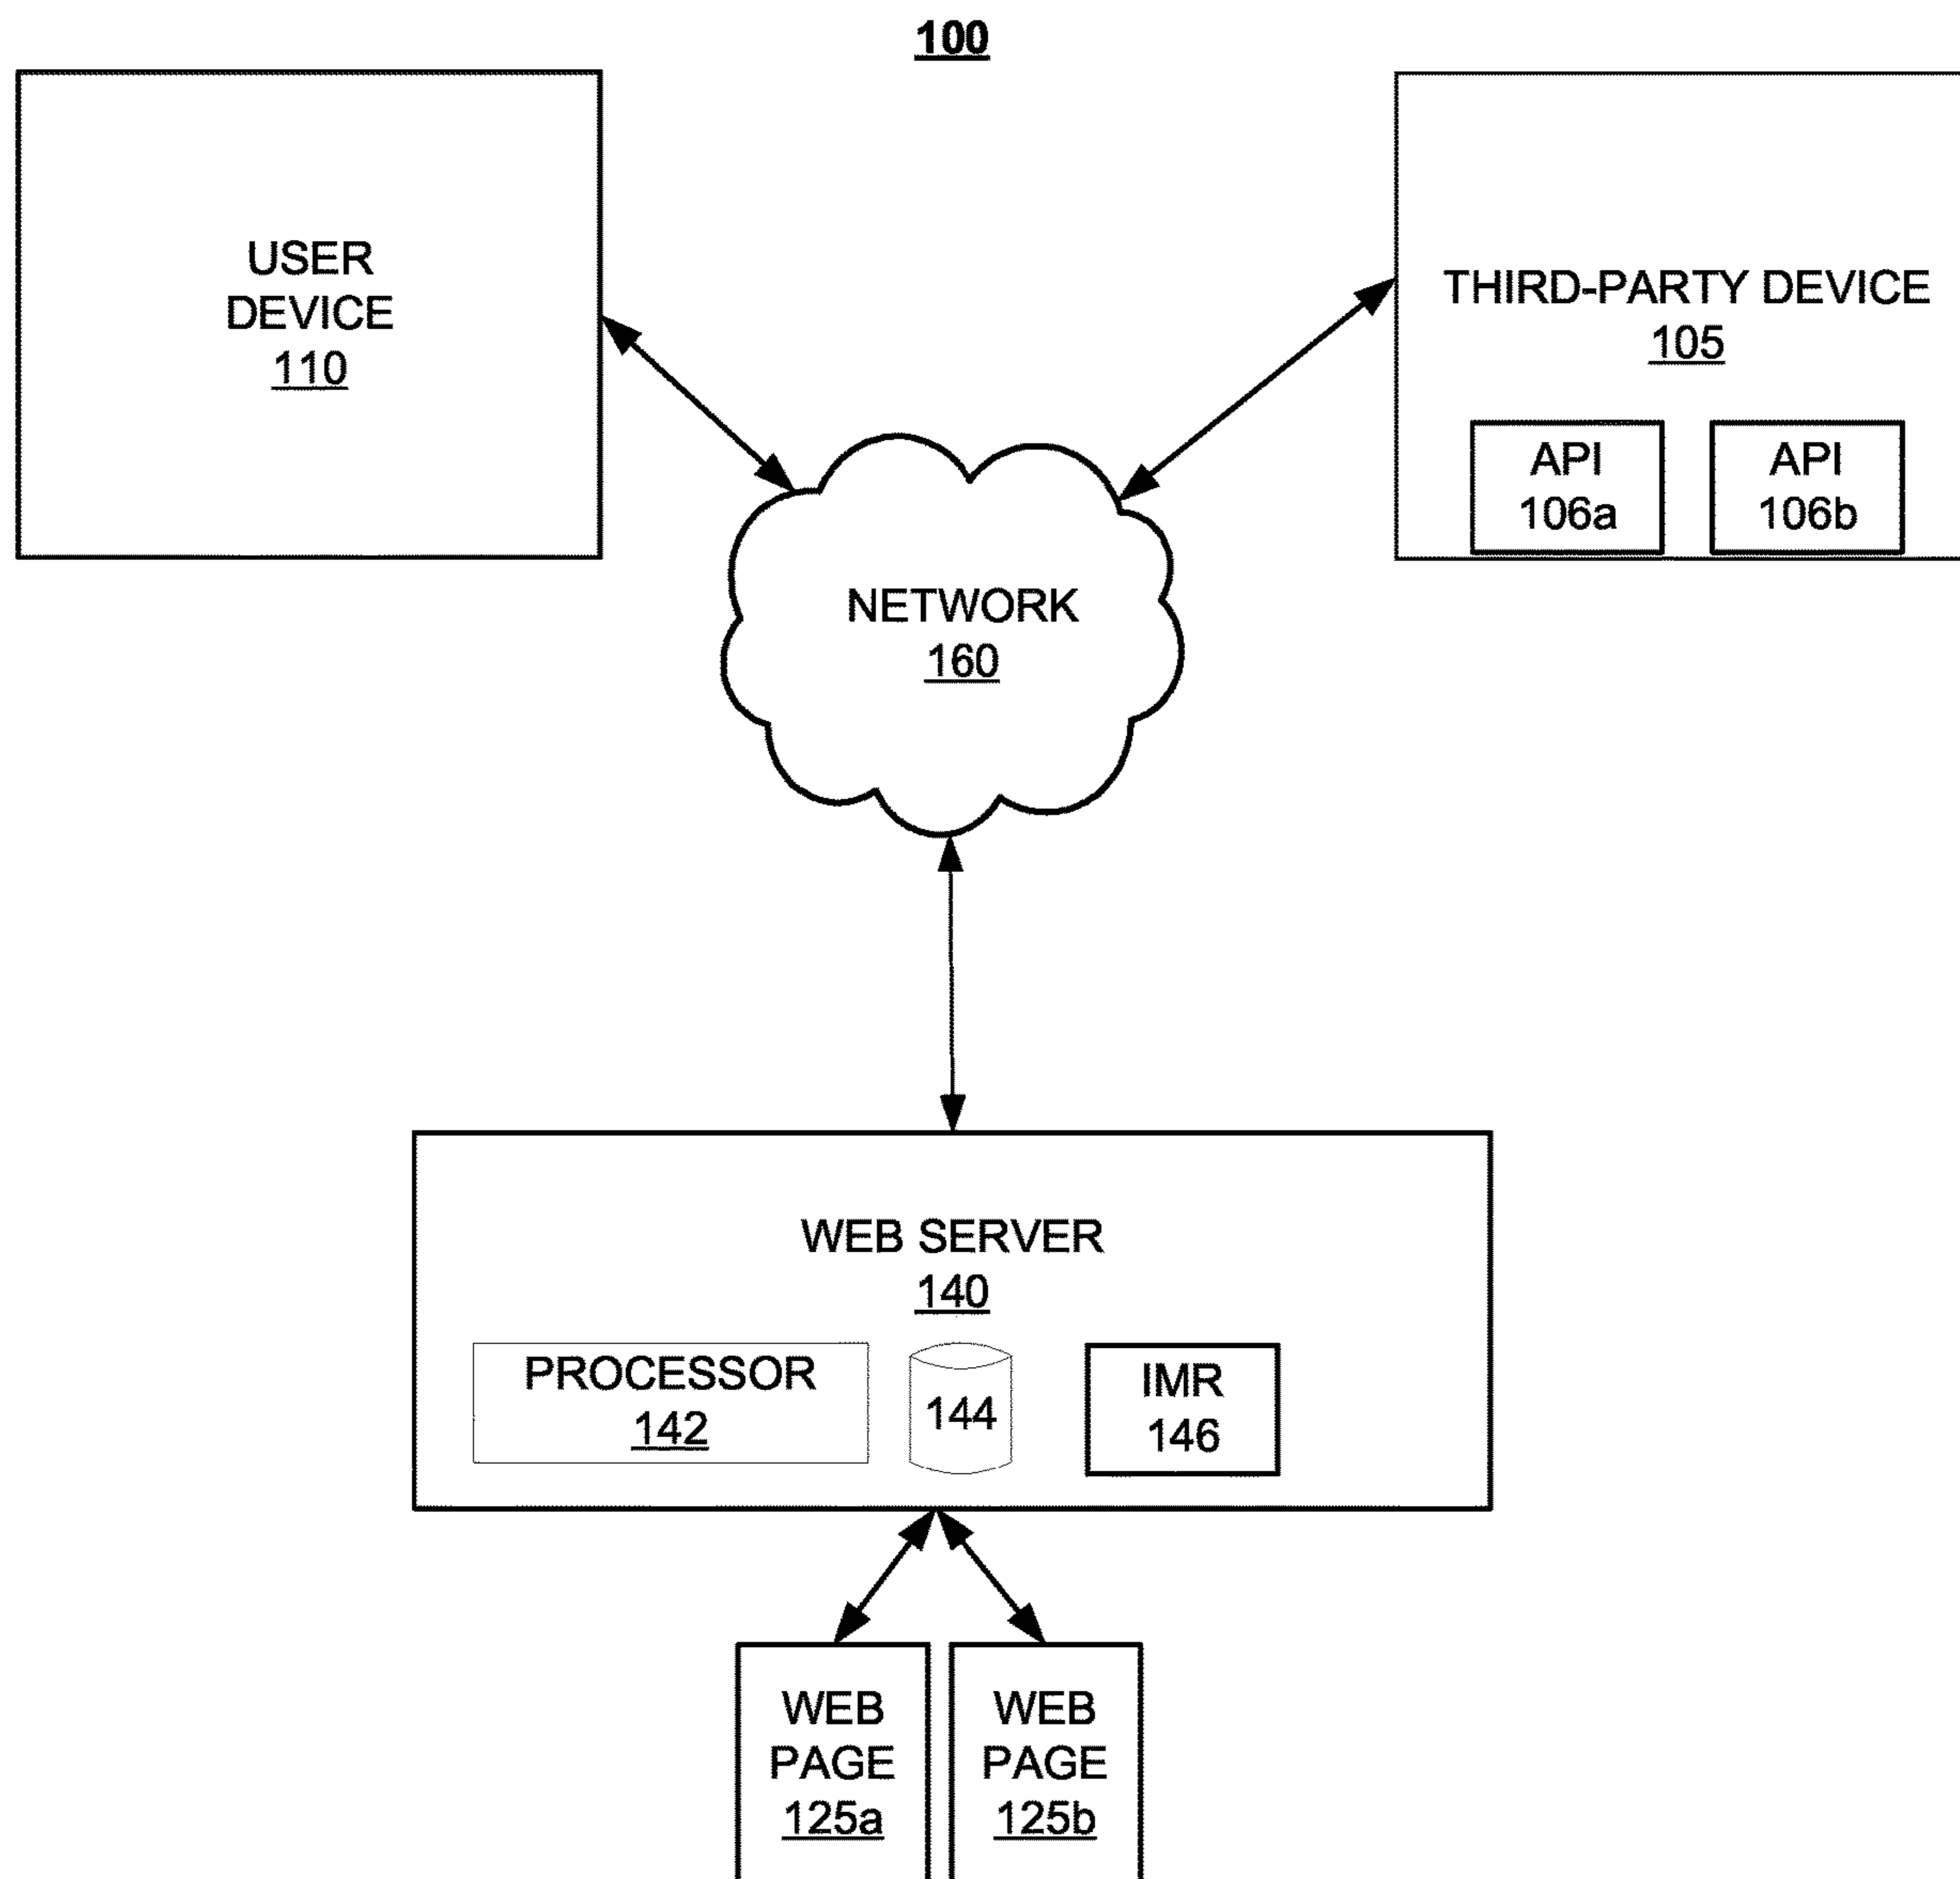 100
USER
DEVICE
110
THIRD-PARTY DEVICE
105
API
106a
API
106b
NETWORK
160
WEB SERVER
140
PROCESSOR
142
144
IMR
146
WEB
PAGE
125a
WEB
PAGE
125b